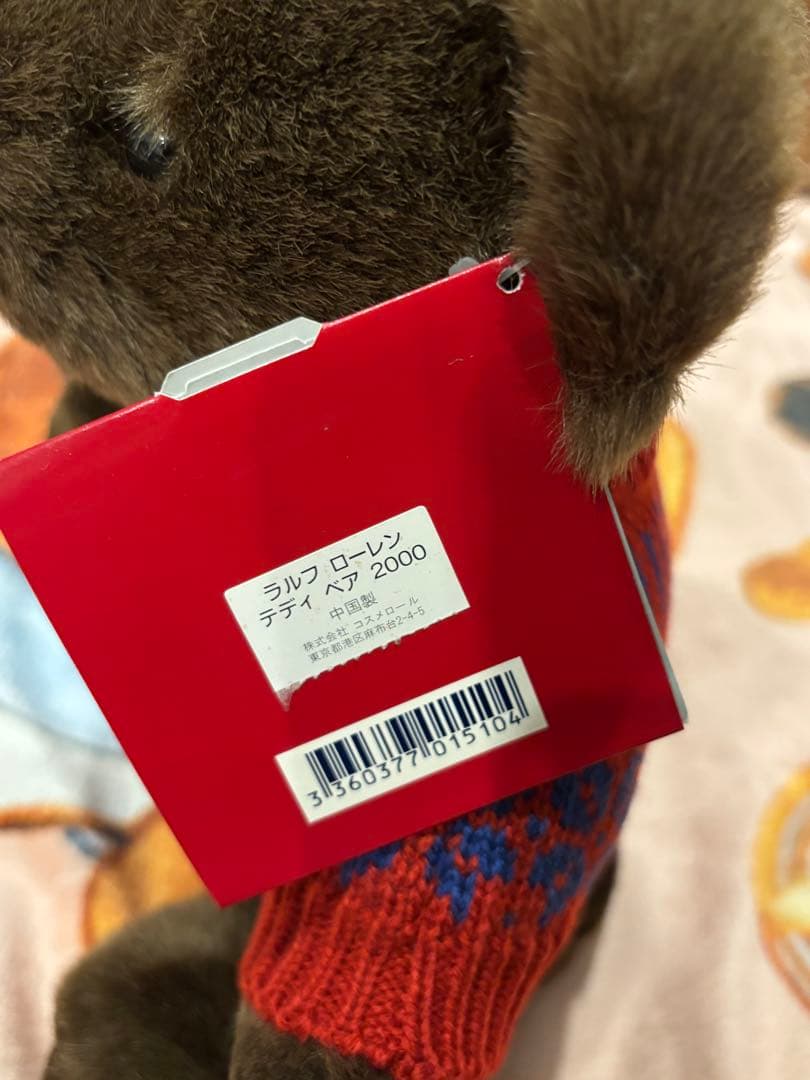 ラルフ ローレン
テディ ベア 2000
中国製
株式会社 コスメロール
東京都港区麻布台2-4-5
3360377015104